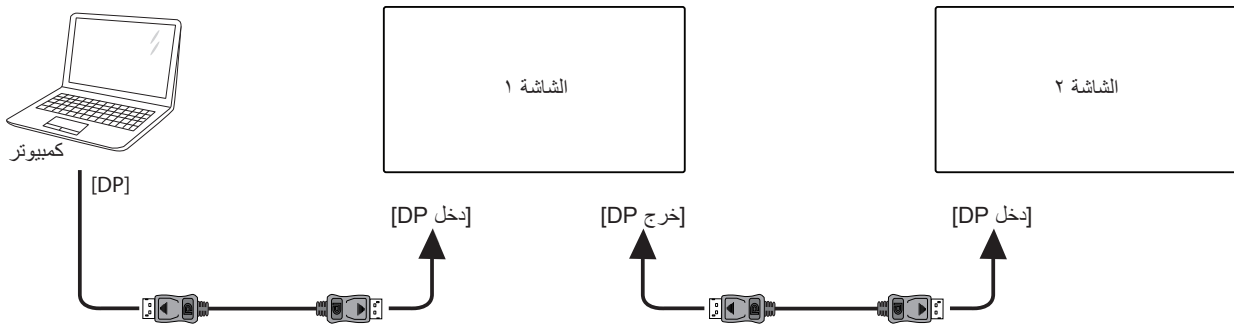 الشاشة ١
الشاشة ٢
كمبيوتر
[DP]
[دخل DP]
[خرج DP]
[دخل DP]